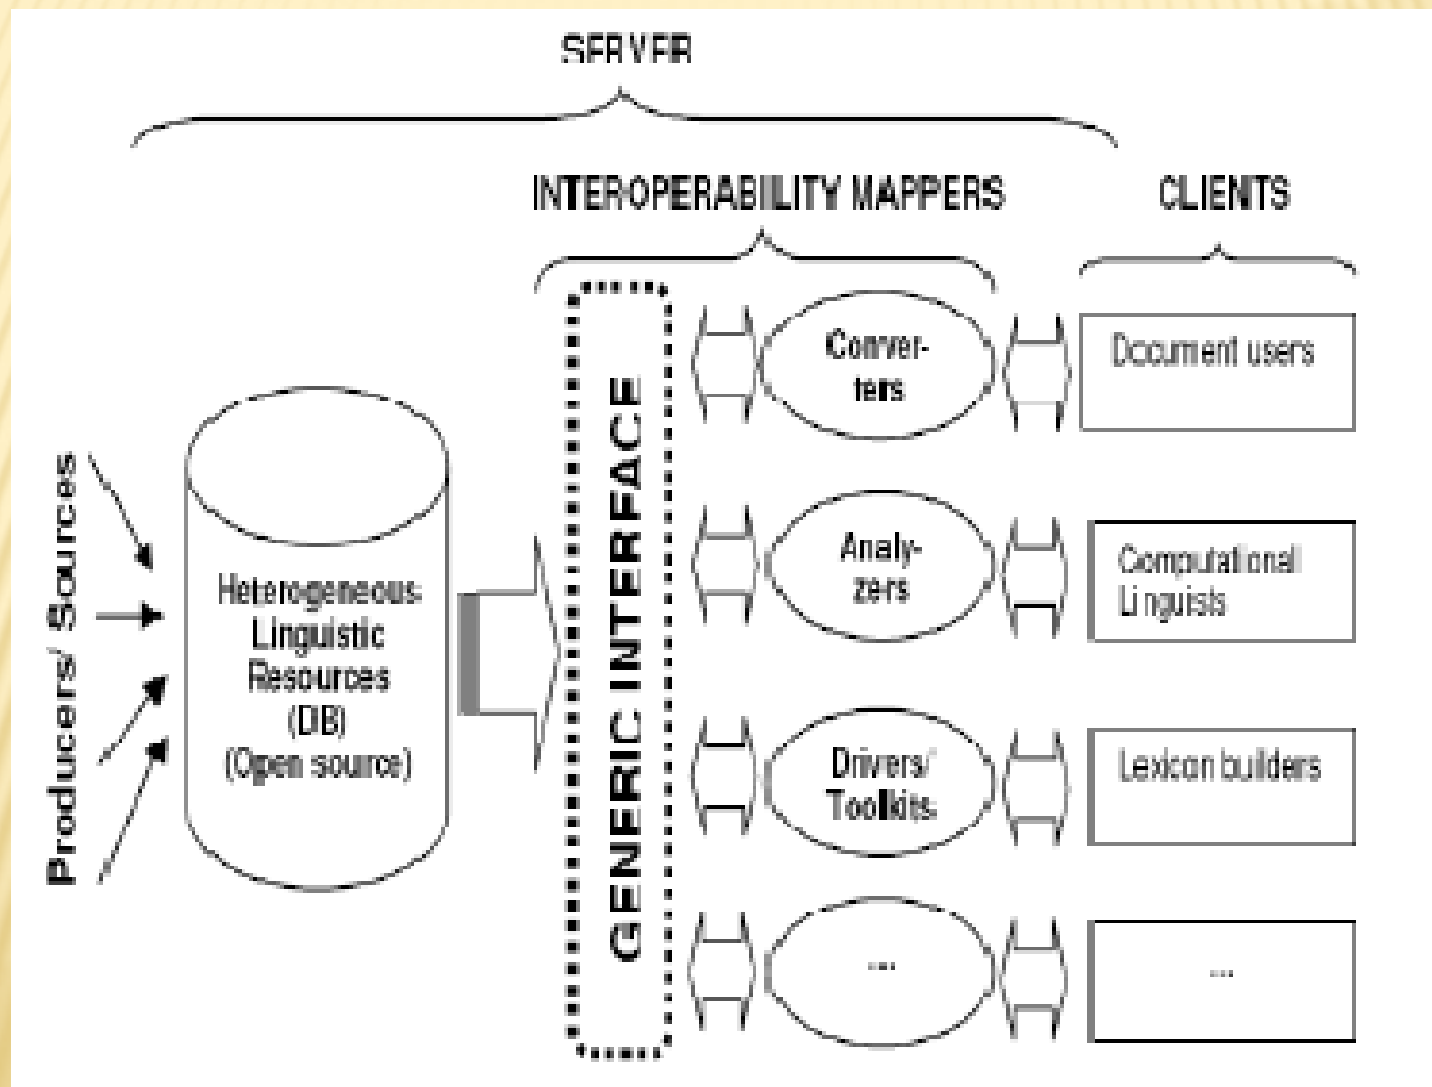 SERVER
INTEROPERABILITY MAPPERS
CLIENTS
Producers/ Sources
Heterogeneous
Linguistic
Resources
(DB)
(Open source)
GENERIC INTERFACE
Conver-
ters
Document users
Analy-
zers
Computational
Linguists
Drivers/
Toolkits
Lexicon builders
...
...